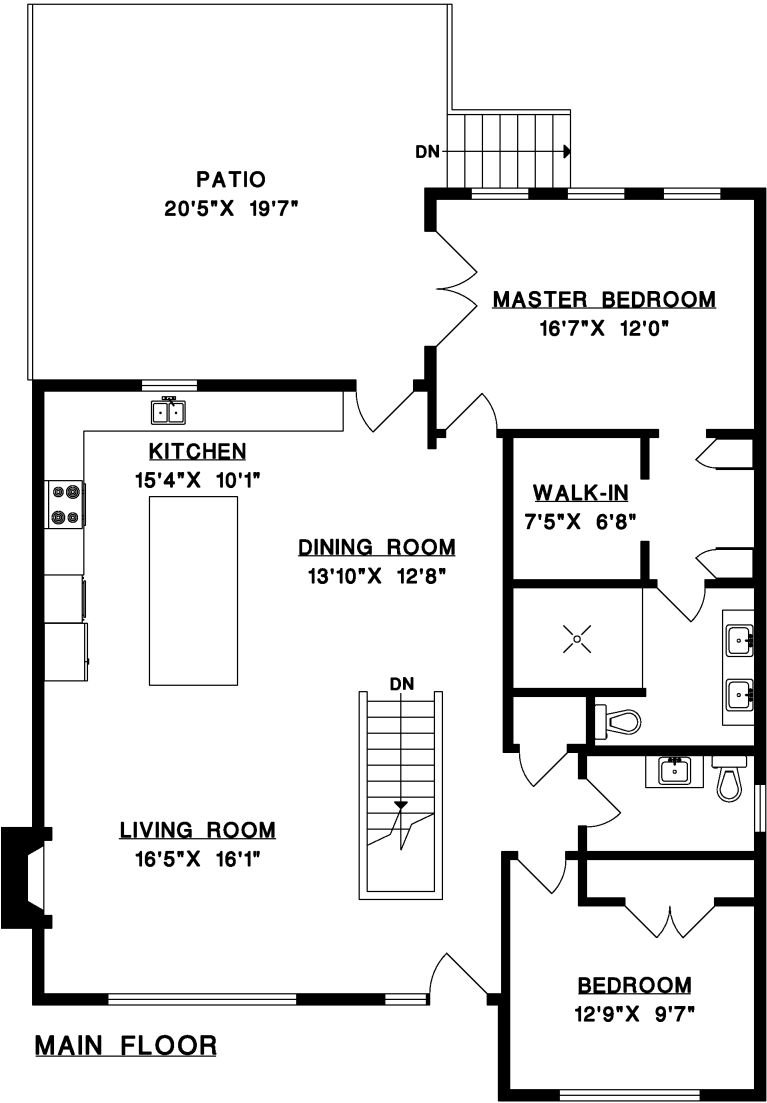 DN
PATIO
20'5"X 19'7"
MASTER BEDROOM
16'7"X 12'0"
KITCHEN
15'4"X 10'1"
WALK-IN
7'5"X 6'8"
DINING ROOM
13'10"X 12'8"
DN
LIVING ROOM
16'5"X 16'1"
BEDROOM
12'9"X 9'7"
MAIN FLOOR